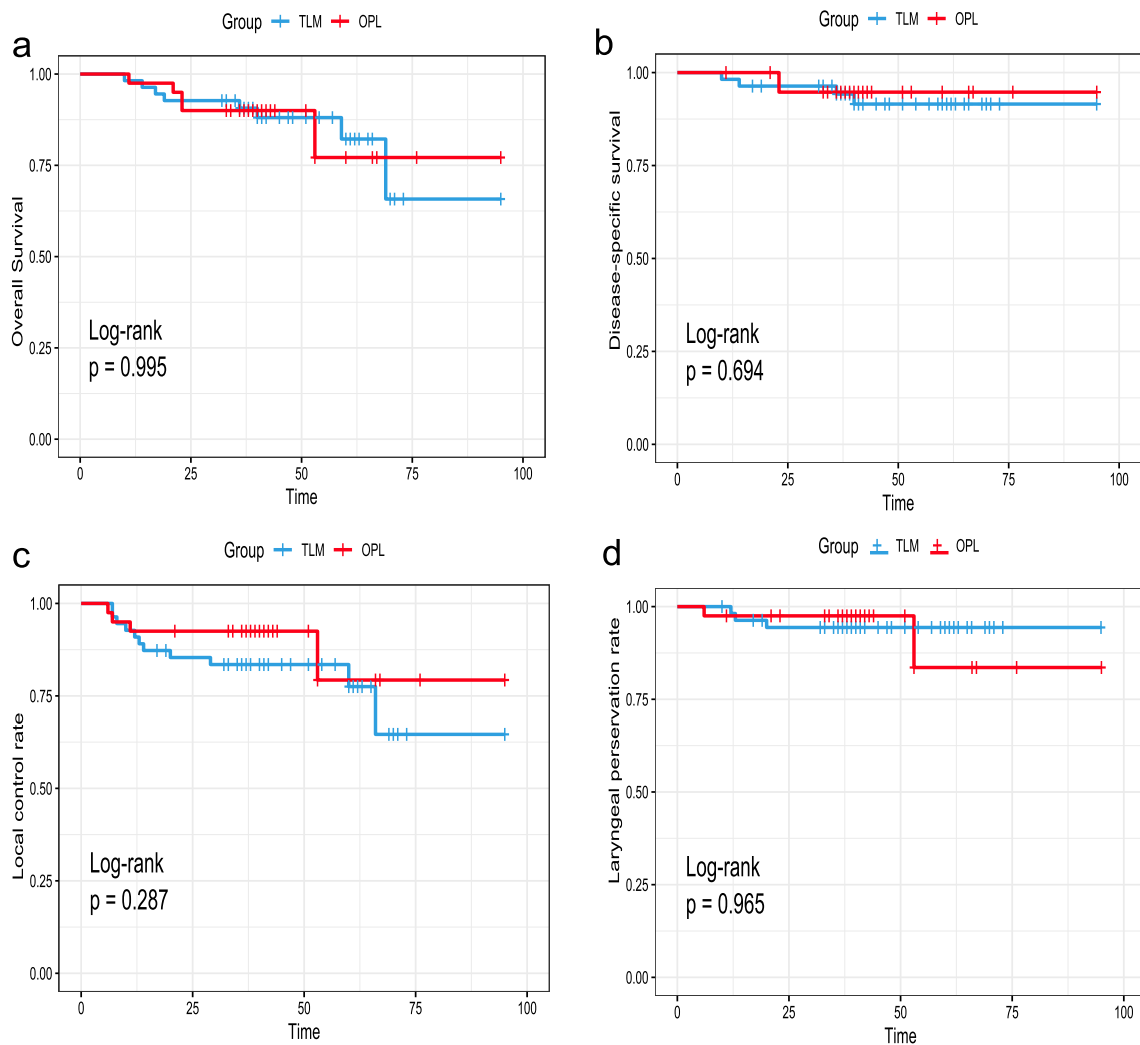 a
Group TLM OPL
Overall Survival
1.00
0.75
0.50
0.25
0.00
Log-rank
p = 0.995
0 25 50 75 100
Time
b
Group TLM OPL
Disease-specific survival
1.00
0.75
0.50
0.25
0.00
Log-rank
p = 0.694
0 25 50 75 100
Time
c
Group TLM OPL
Local control rate
1.00
0.75
0.50
0.25
0.00
Log-rank
p = 0.287
0 25 50 75 100
Time
d
Group TLM OPL
Laryngeal perservation rate
1.00
0.75
0.50
0.25
0.00
Log-rank
p = 0.965
0 25 50 75 100
Time